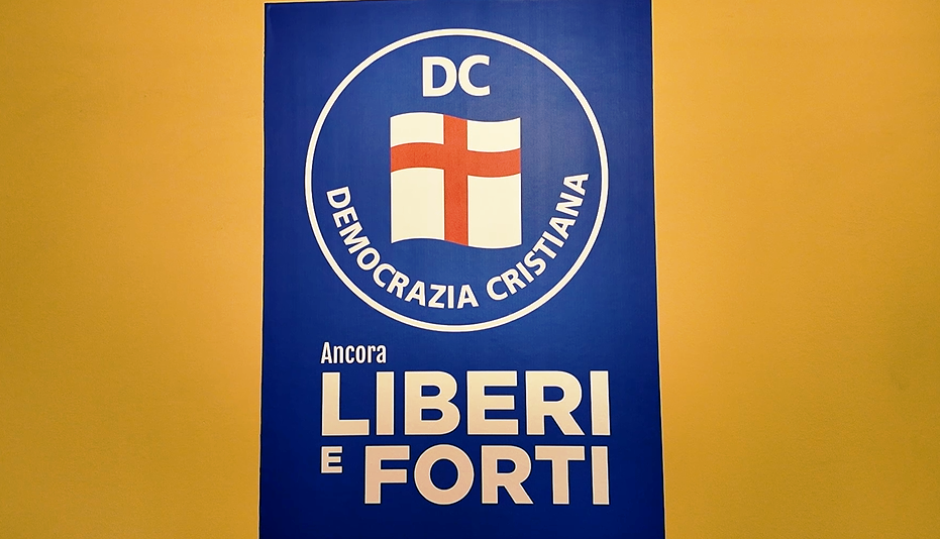 DC
DEMOCRAZIA CRISTIANA
Ancora
LIBERI
E FORTI